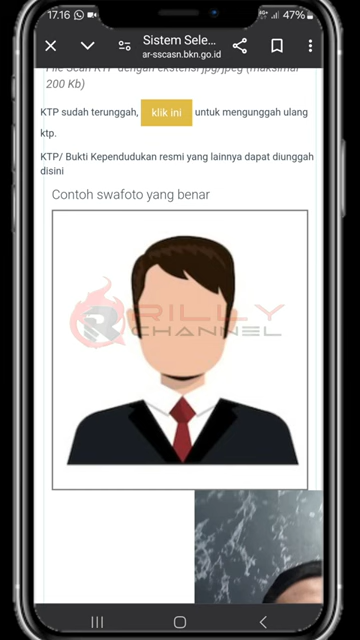 17.16
47%
Sistem Sele...
ar-sscasn.bkn.go.id
File Scan KTP dengan ekstensi jpg/jpeg (maksimal
200 Kb)
KTP sudah terunggah, klik ini untuk mengunggah ulang
ktp.
KTP/ Bukti Kependudukan resmi yang lainnya dapat diunggah
disini
Contoh swafoto yang benar
RILLY
CHANNEL